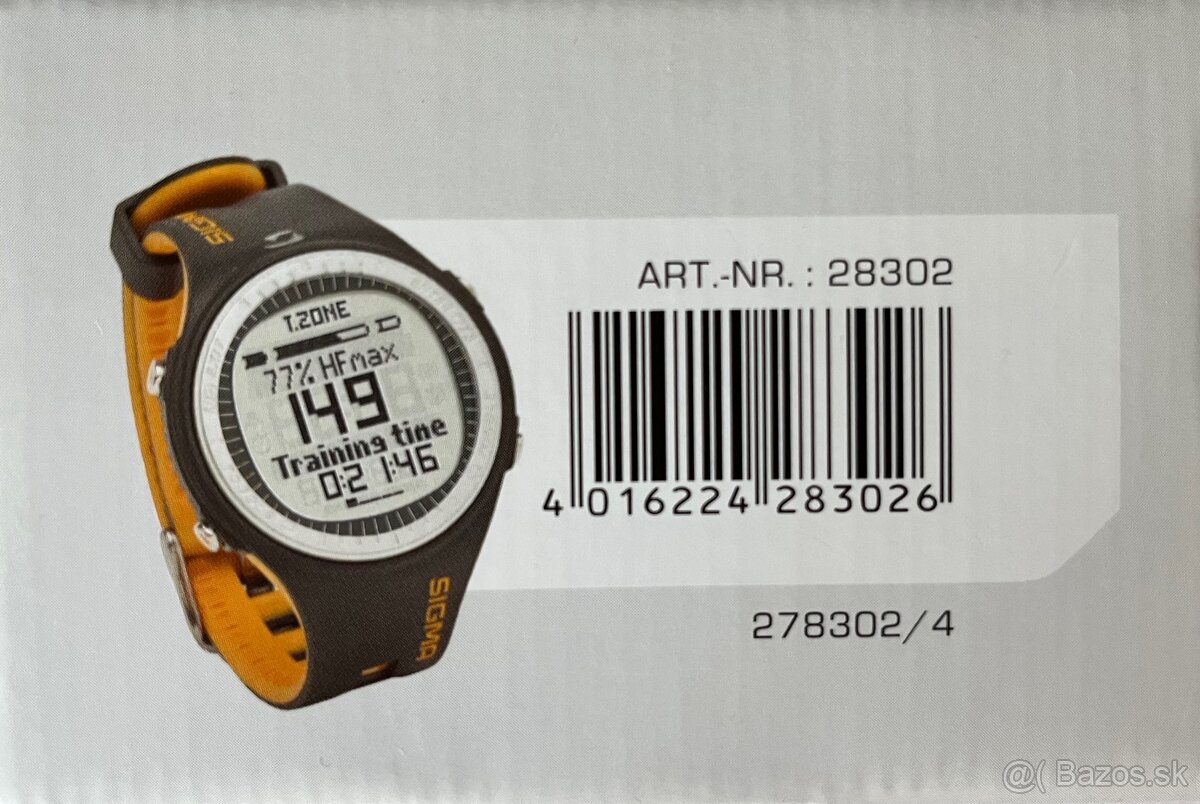 SIGMA
T.ZONE
77% HFmax
149
Training time
0:21:46
SIGMA
ART.-NR. : 28302
4 016224 283026
278302/4
@( Bazos.sk